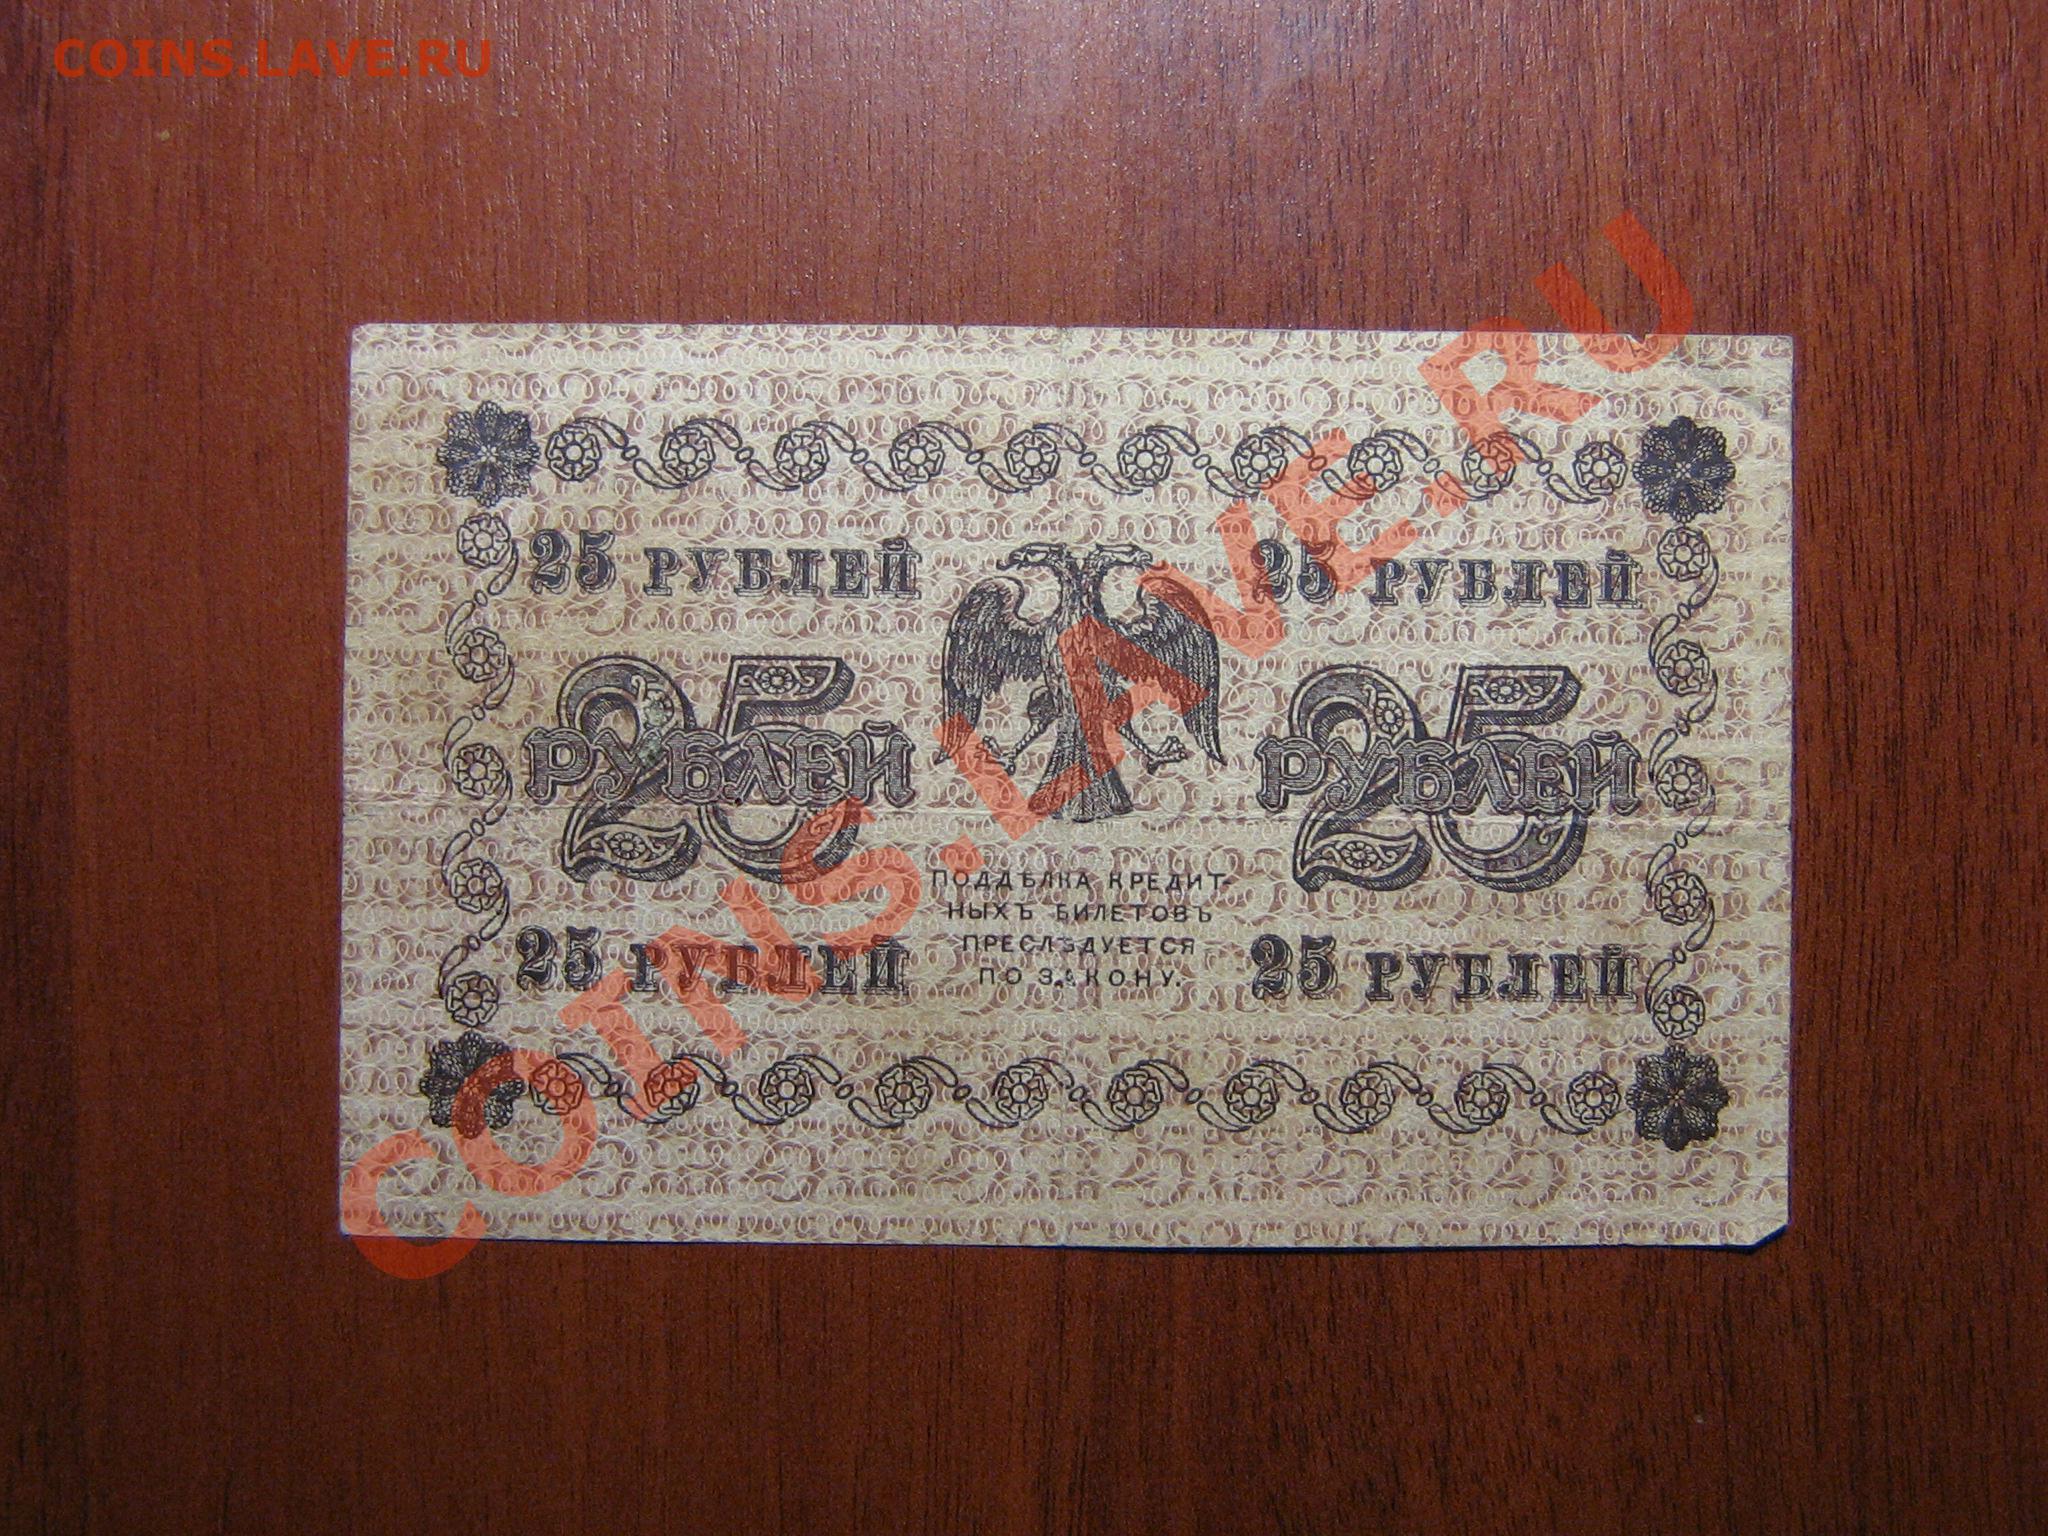 COINS.LAVE.RU
25 РУБЛЕЙ
25 РУБЛЕЙ
25 РУБЛЕЙ
25 РУБЛЕЙ
ПОДДѢЛКА КРЕДИТ-
НЫХЪ БИЛЕТОВЪ
ПРЕСЛѢДУЕТСЯ
ПО ЗАКОНУ.
25 РУБЛЕЙ
25 РУБЛЕЙ
COINS.LAVE.RU